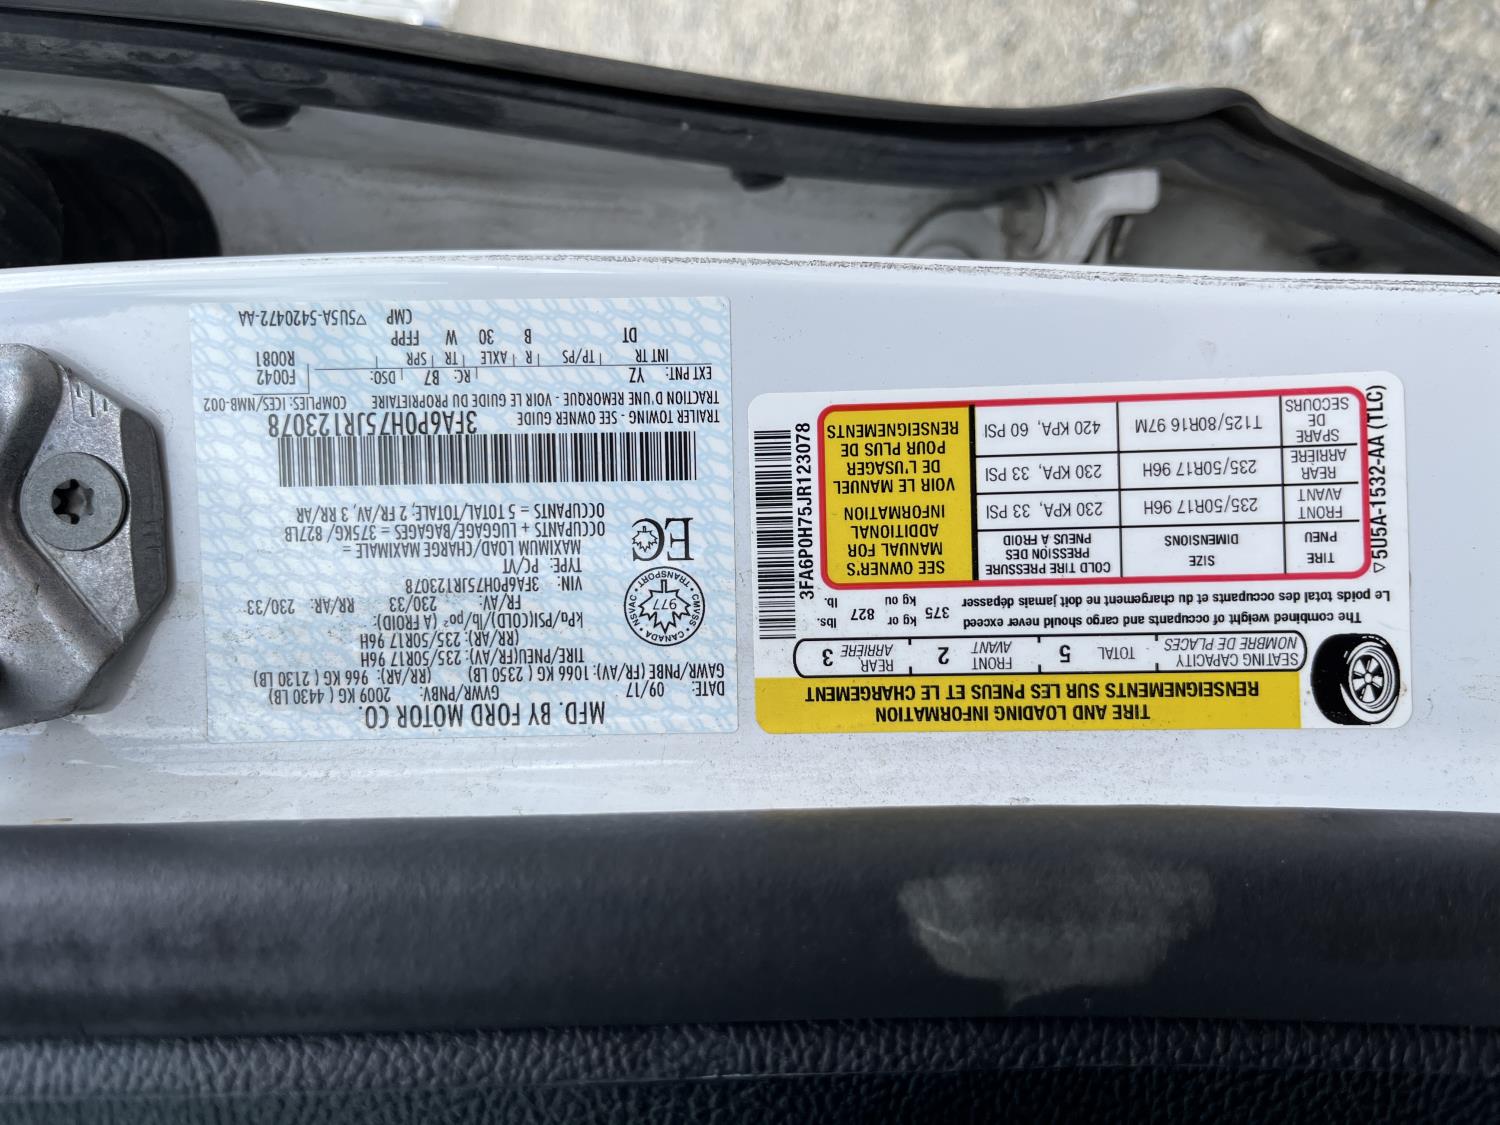 MFD. BY FORD MOTOR CO.
DATE: 09/17 GVWR/PNBV: 2009 KG ( 4430 LB)
GAWR/PNBE (FR/AV): 1066 KG ( 2350 LB) (RR/AR): 966 KG ( 2130 LB)
TIRE/PNEU(FR/AV): 235/50R17 96H
(RR/AR): 235/50R17 96H
kPa/PSI(COLD)/lb/po² (A FROID):
FR/AV: 230/33 RR/AR: 230/33
VIN: 3FA6P0H75JR123078
TYPE: PC/VT
MAXIMUM LOAD/CHARGE MAXIMALE =
OCCUPANTS + LUGGAGE/BAGAGES = 375KG/ 827LB
OCCUPANTS = 5 TOTAL/TOTALE, 2 FR/AV, 3 RR/AR
CMVSS • CANADA • NSVAC • TRANSPORT •
977
EC
3FA6P0H75JR123078
TRAILER TOWING - SEE OWNER GUIDE
TRACTION D'UNE REMORQUE - VOIR LE GUIDE DU PROPRIETAIRE COMPLIES: ICES/NMB-002
EXT PNT: YZ RC: B7 DSO: F0042
INT TR TP/PS R AXLE TR SPR R0081
DT B 30 W FFPP
CMP ▽5U5A-5420472-AA
TIRE AND LOADING INFORMATION
RENSEIGNEMENTS SUR LES PNEUS ET LE CHARGEMENT
SEATING CAPACITY TOTAL 5 FRONT 2 REAR 3
NOMBRE DE PLACES AVANT ARRIÈRE
The combined weight of occupants and cargo should never exceed 375 kg or 827 lbs.
Le poids total des occupants et du chargement ne doit jamais dépasser kg ou lb.
TIRE SIZE COLD TIRE PRESSURE
PNEU DIMENSIONS PRESSION DES PNEUS À FROID
FRONT AVANT 235/50R17 96H 230 KPA, 33 PSI
REAR ARRIÈRE 235/50R17 96H 230 KPA, 33 PSI
SPARE DE SECOURS T125/80R16 97M 420 KPA, 60 PSI
SEE OWNER'S
MANUAL FOR
ADDITIONAL
INFORMATION
VOIR LE MANUEL
DE L'USAGER
POUR PLUS DE
RENSEIGNEMENTS
3FA6P0H75JR123078
▽5U5A-1532-AA (TLC)